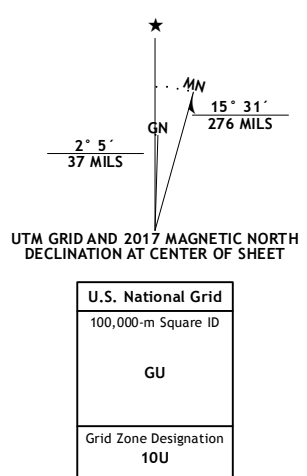 ★
MN
GN
15° 31´
276 MILS
2° 5´
37 MILS
UTM GRID AND 2017 MAGNETIC NORTH
DECLINATION AT CENTER OF SHEET
U.S. National Grid
100,000-m Square ID
GU
Grid Zone Designation
10U